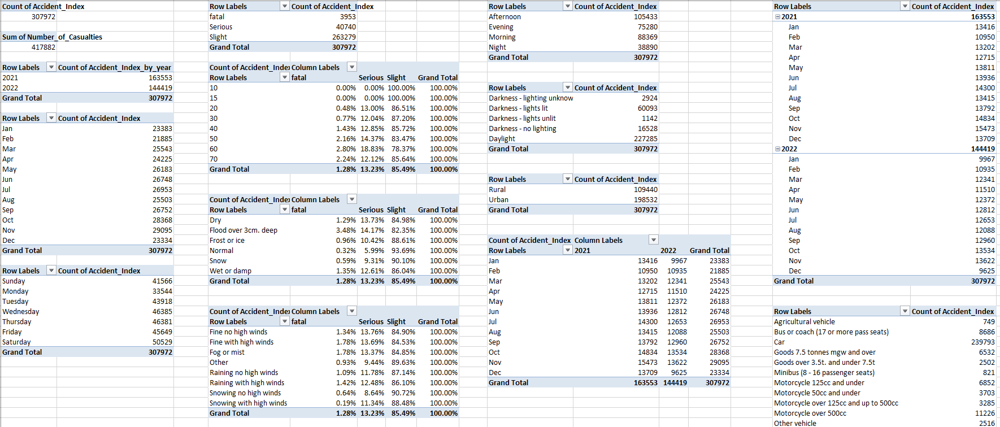 Count of Accident_Index
307972
Sum of Number_of_Casualties
417882
Row Labels Count of Accident_Index_by_year
2021 163553
2022 144419
Grand Total 307972
Row Labels Count of Accident_Index
Jan 23383
Feb 21885
Mar 25543
Apr 24225
May 26183
Jun 26748
Jul 26953
Aug 25503
Sep 26752
Oct 28368
Nov 29095
Dec 23334
Grand Total 307972
Row Labels Count of Accident_Index
Sunday 41566
Monday 33544
Tuesday 43918
Wednesday 46385
Thursday 46381
Friday 45649
Saturday 50529
Grand Total 307972
Row Labels Count of Accident_Index
fatal 3953
Serious 40740
Slight 263279
Grand Total 307972
Count of Accident_Index Column Labels
Row Labels fatal Serious Slight Grand Total
10 0.00% 0.00% 100.00% 100.00%
15 0.00% 0.00% 100.00% 100.00%
20 0.48% 13.00% 86.51% 100.00%
30 0.77% 12.04% 87.20% 100.00%
40 1.43% 12.85% 85.72% 100.00%
50 2.16% 14.37% 83.47% 100.00%
60 2.80% 18.83% 78.37% 100.00%
70 2.24% 12.12% 85.64% 100.00%
Grand Total 1.28% 13.23% 85.49% 100.00%
Count of Accident_Index Column Labels
Row Labels fatal Serious Slight Grand Total
Dry 1.29% 13.73% 84.98% 100.00%
Flood over 3cm. deep 3.48% 14.17% 82.35% 100.00%
Frost or ice 0.96% 10.42% 88.61% 100.00%
Normal 0.32% 5.99% 93.69% 100.00%
Snow 0.59% 9.31% 90.10% 100.00%
Wet or damp 1.35% 12.61% 86.04% 100.00%
Grand Total 1.28% 13.23% 85.49% 100.00%
Count of Accident_Index Column Labels
Row Labels fatal Serious Slight Grand Total
Fine no high winds 1.34% 13.76% 84.90% 100.00%
Fine with high winds 1.78% 13.69% 84.53% 100.00%
Fog or mist 1.78% 13.37% 84.85% 100.00%
Other 0.93% 9.44% 89.63% 100.00%
Raining no high winds 1.09% 11.78% 87.14% 100.00%
Raining with high winds 1.42% 12.48% 86.10% 100.00%
Snowing no high winds 0.64% 8.64% 90.72% 100.00%
Snowing with high winds 0.19% 11.34% 88.48% 100.00%
Grand Total 1.28% 13.23% 85.49% 100.00%
Row Labels Count of Accident_Index
Afternoon 105433
Evening 75280
Morning 88369
Night 38890
Grand Total 307972
Row Labels Count of Accident_Index
Darkness - lighting unknow 2924
Darkness - lights lit 60093
Darkness - lights unlit 1142
Darkness - no lighting 16528
Daylight 227285
Grand Total 307972
Row Labels Count of Accident_Index
Rural 109440
Urban 198532
Grand Total 307972
Count of Accident_Index Column Labels
Row Labels 2021 2022 Grand Total
Jan 13416 9967 23383
Feb 10950 10935 21885
Mar 13202 12341 25543
Apr 12715 11510 24225
May 13811 12372 26183
Jun 13936 12812 26748
Jul 14300 12653 26953
Aug 13415 12088 25503
Sep 13792 12960 26752
Oct 14834 13534 28368
Nov 15473 13622 29095
Dec 13709 9625 23334
Grand Total 163553 144419 307972
Row Labels Count of Accident_Index
2021 163553
Jan 13416
Feb 10950
Mar 13202
Apr 12715
May 13811
Jun 13936
Jul 14300
Aug 13415
Sep 13792
Oct 14834
Nov 15473
Dec 13709
2022 144419
Jan 9967
Feb 10935
Mar 12341
Apr 11510
May 12372
Jun 12812
Jul 12653
Aug 12088
Sep 12960
Oct 13534
Nov 13622
Dec 9625
Grand Total 307972
Row Labels Count of Accident_Index
Agricultural vehicle 749
Bus or coach (17 or more pass seats) 8686
Car 239793
Goods 7.5 tonnes mgw and over 6532
Goods over 3.5t. and under 7.5t 2502
Minibus (8 - 16 passenger seats) 821
Motorcycle 125cc and under 6852
Motorcycle 50cc and under 3703
Motorcycle over 125cc and up to 500cc 3285
Motorcycle over 500cc 11226
Other vehicle 2516